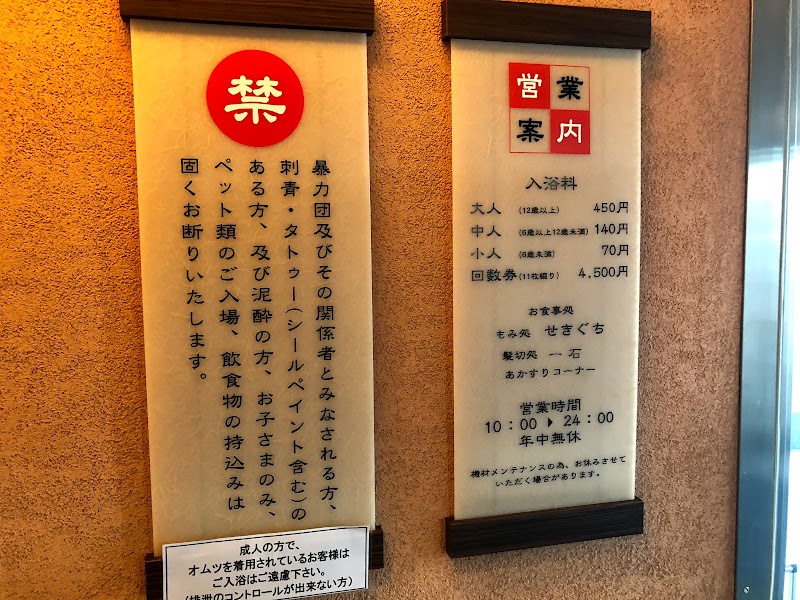 禁
暴力団及びその関係者とみなされる方、
刺青・タトゥー(シールペイント含む)の
ある方、及び泥酔の方、お子さまのみ、
ペット類のご入場、飲食物の持込みは
固くお断りいたします。
成人の方で、
オムツを着用されているお客様は
ご入浴はご遠慮下さい。
(排泄のコントロールが出来ない方)
営業
案内
入浴料
大人 (12歳以上) 450円
中人 (6歳以上12歳未満) 140円
小人 (6歳未満) 70円
回数券(11枚綴り) 4,500円
お食事処
もみ処 せきぐち
髪切処 一石
あかすりコーナー
営業時間
10:00▶24:00
年中無休
機材メンテナンスの為、お休みさせて
いただく場合があります。